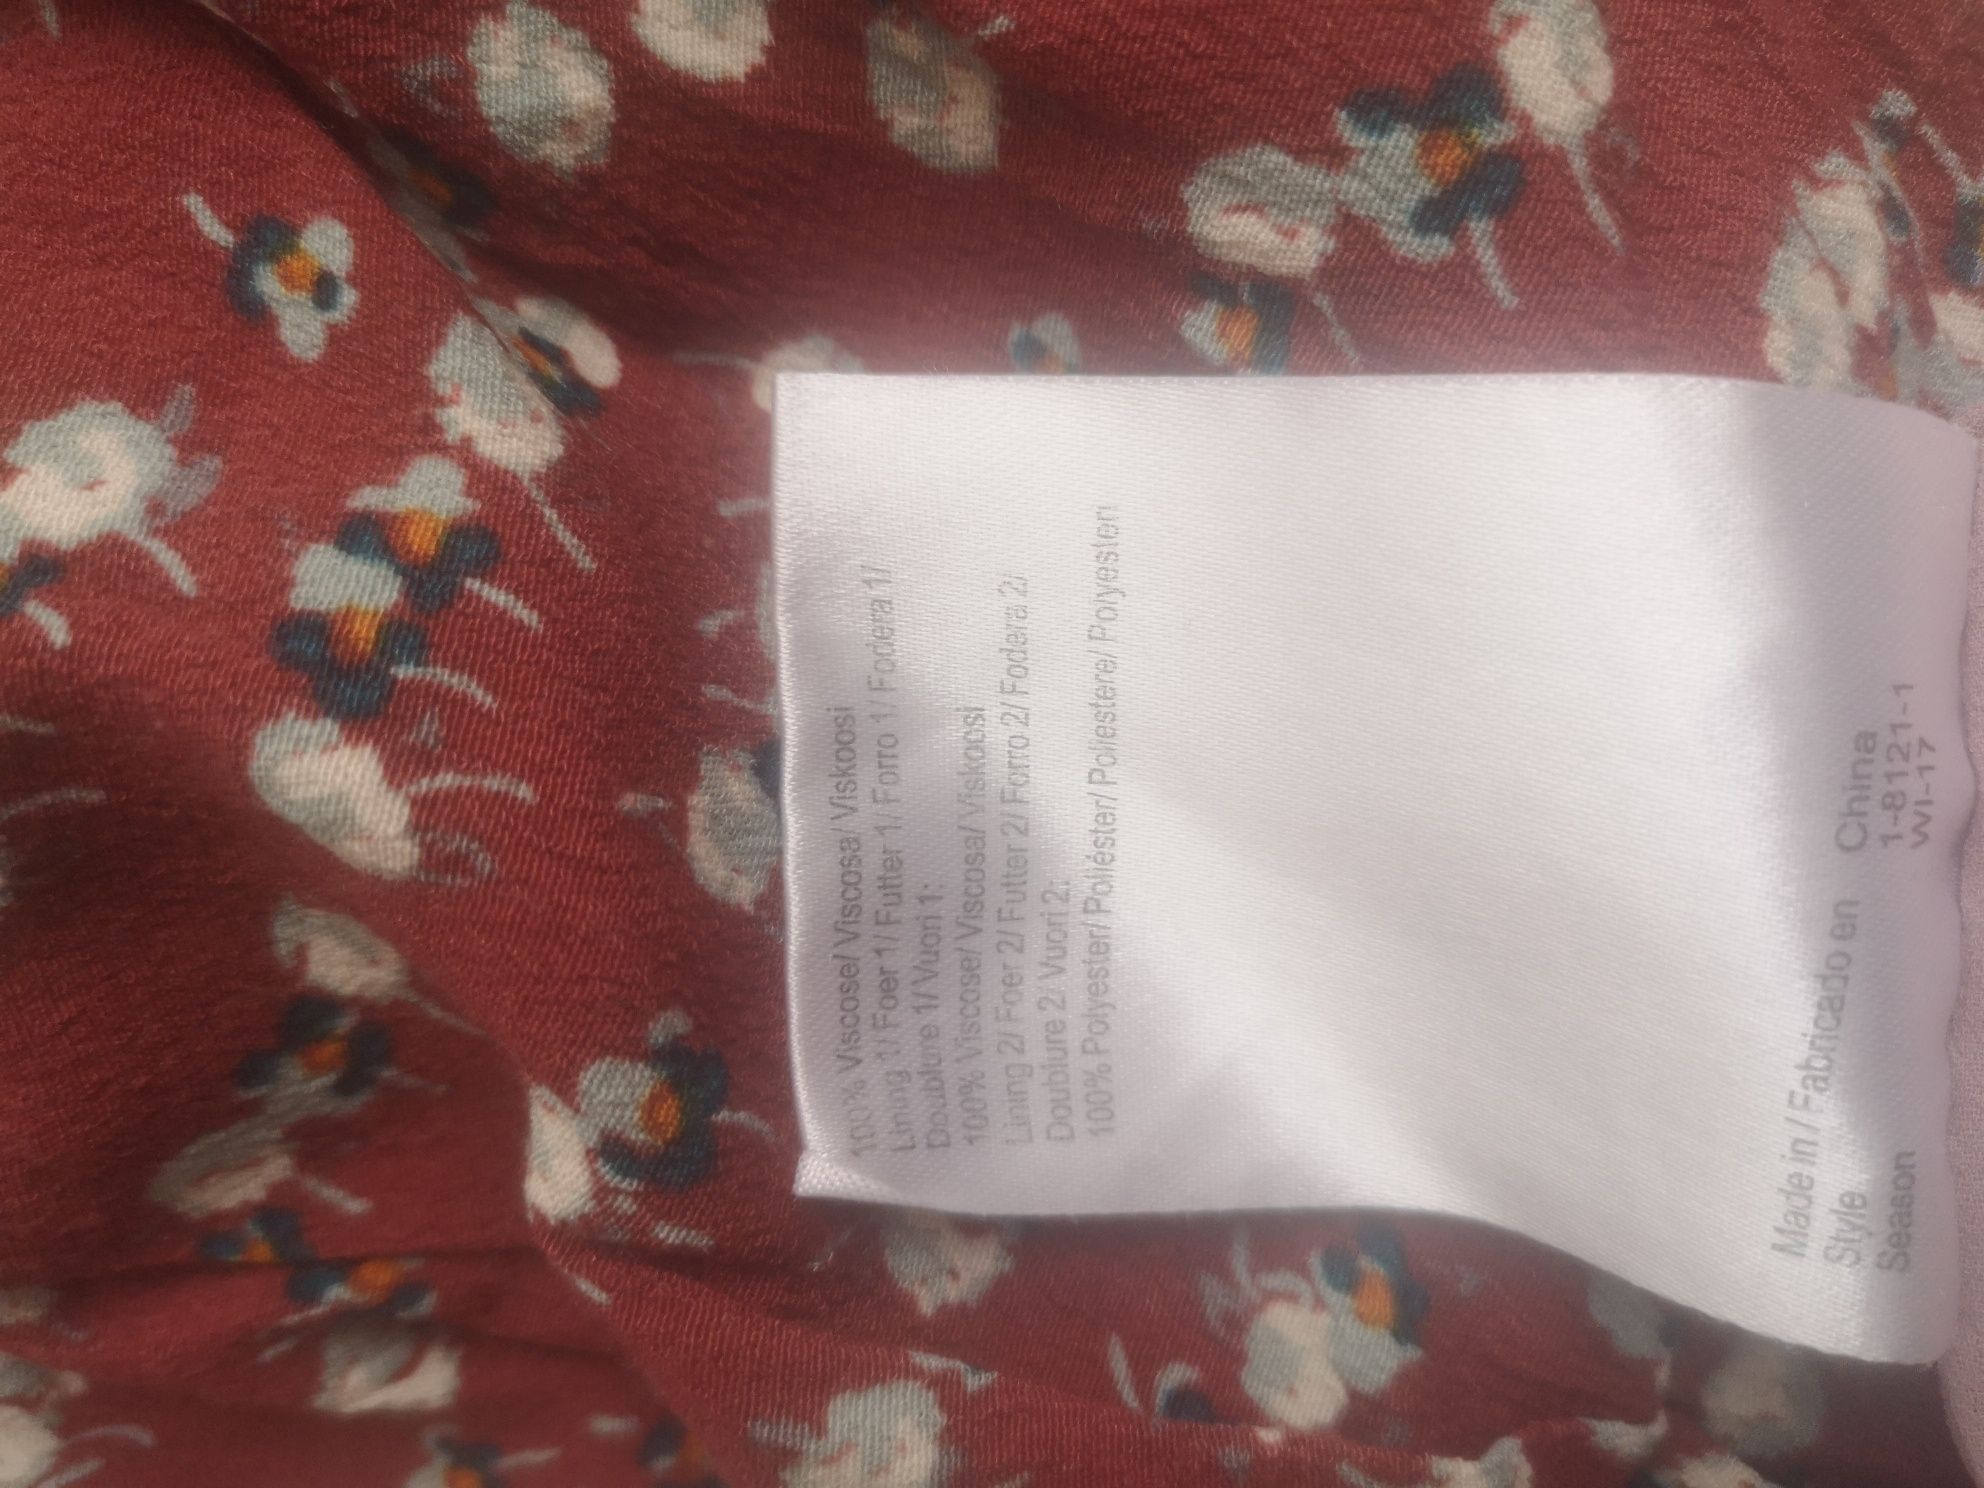 100% Viscose/ Viscosa/ Viskoosi
Lining 1/ Foer 1/ Futter 1/ Forro 1/ Fodera 1/
Doublure 1/ Vuori 1:
100% Viscose/ Viscosa/ Viskoosi
Lining 2/ Foer 2/ Futter 2/ Forro 2/ Fodera 2/
Doublure 2/ Vuori 2:
100% Polyester/ Poliéster/ Poliestere/ Polyesteri
Made in / Fabricado en China
Style 1-8121-1
Season WI-17